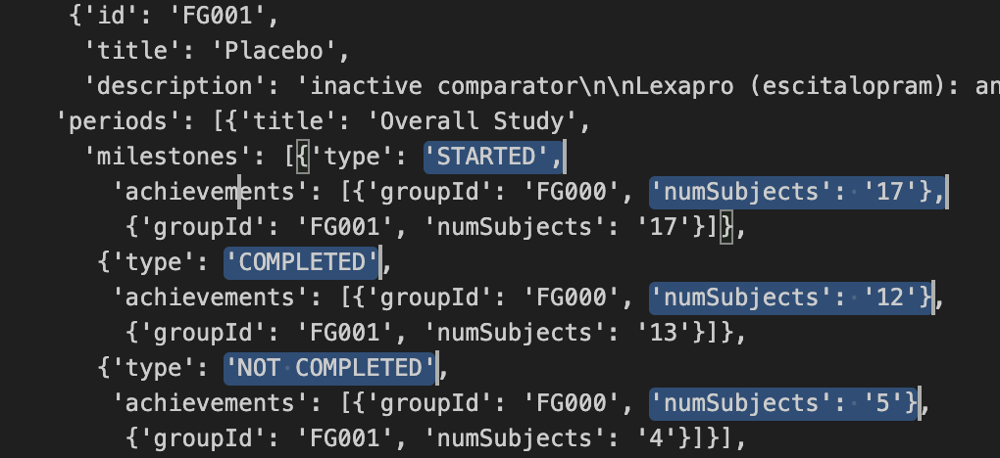 {'id': 'FG001',
'title': 'Placebo',
'description': 'inactive comparator\n\nLexapro (escitalopram): an
'periods': [{'title': 'Overall Study',
'milestones': [{'type': 'STARTED',
'achievements': [{'groupId': 'FG000', 'numSubjects': '17'},
{'groupId': 'FG001', 'numSubjects': '17'}]},
{'type': 'COMPLETED',
'achievements': [{'groupId': 'FG000', 'numSubjects': '12'},
{'groupId': 'FG001', 'numSubjects': '13'}]},
{'type': 'NOT COMPLETED',
'achievements': [{'groupId': 'FG000', 'numSubjects': '5'},
{'groupId': 'FG001', 'numSubjects': '4'}]}],